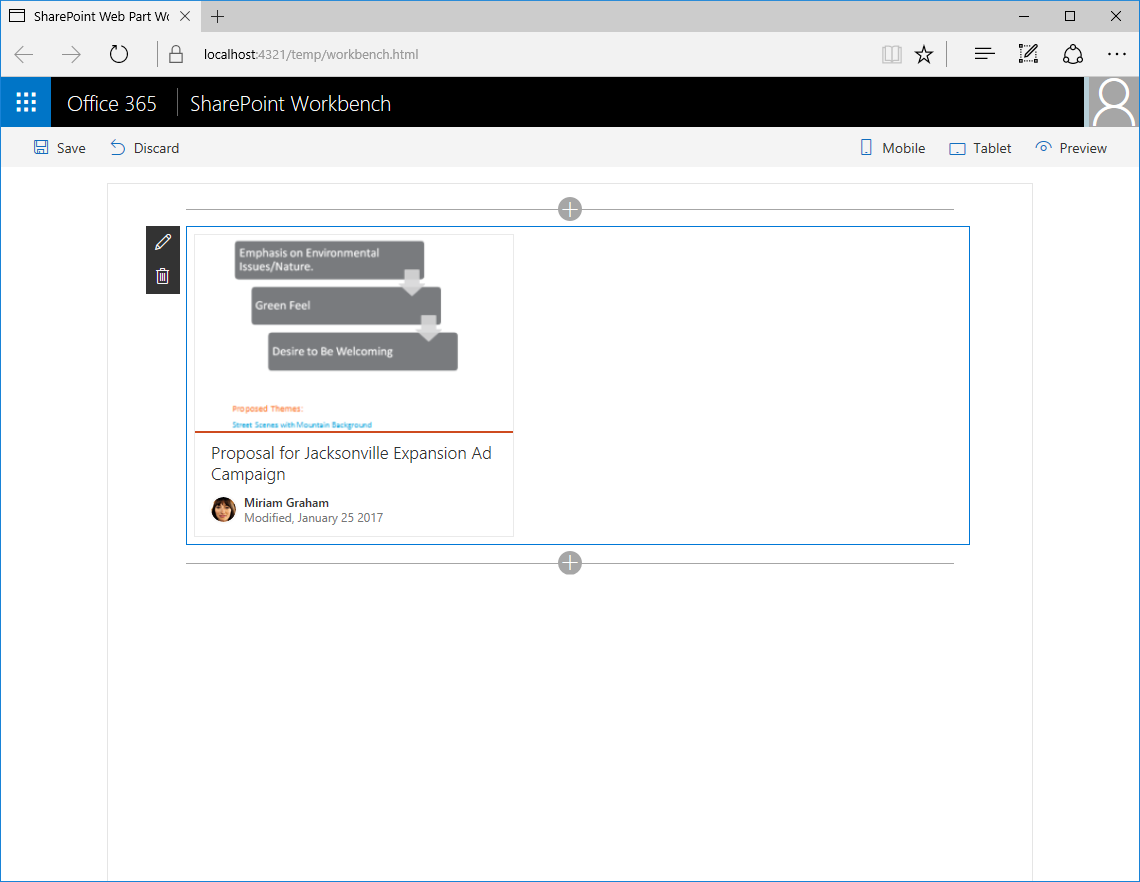 SharePoint Web Part Wo
localhost:4321/temp/workbench.html
Office 365
SharePoint Workbench
Save
Discard
Mobile
Tablet
Preview
Emphasis on Environmental
Issues/Nature.
Green Feel
Desire to Be Welcoming
Proposed Themes:
Street Scenes with Mountain Background
Proposal for Jacksonville Expansion Ad
Campaign
Miriam Graham
Modified, January 25 2017